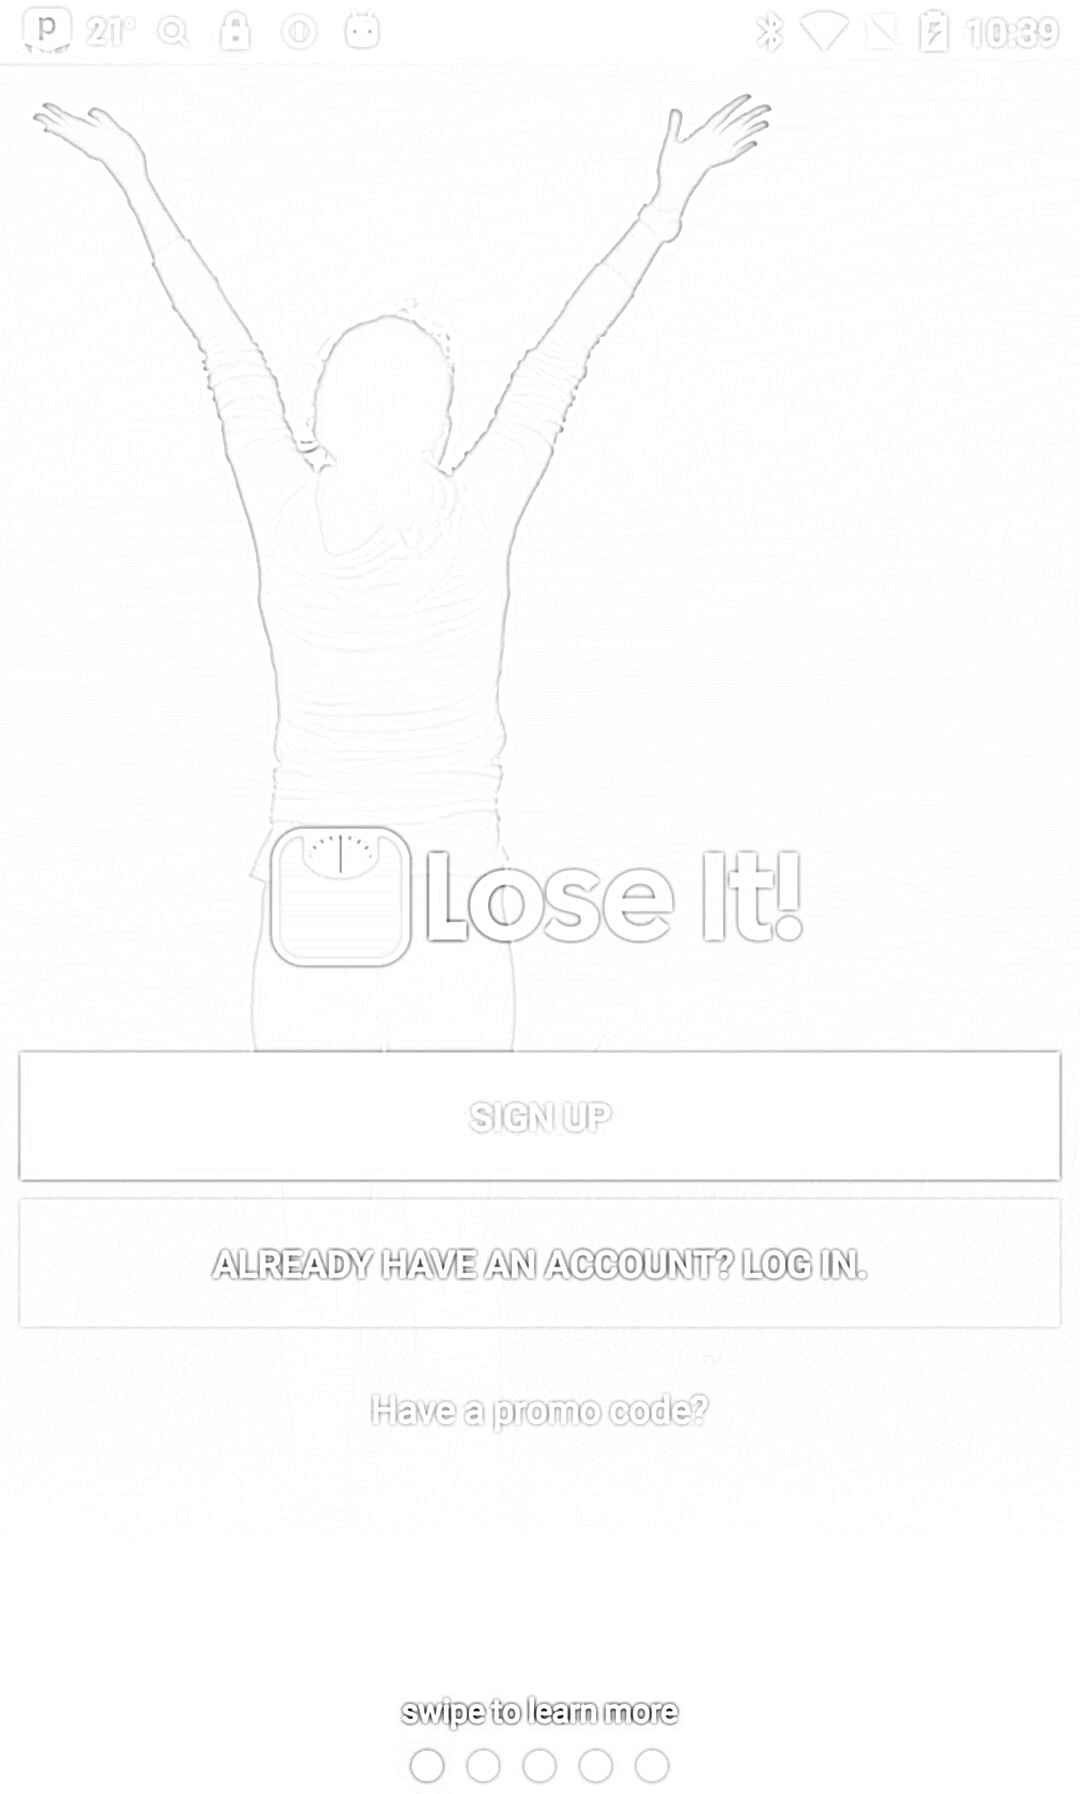 p 21° 10:39
Lose It!
SIGN UP
ALREADY HAVE AN ACCOUNT? LOG IN.
Have a promo code?
swipe to learn more